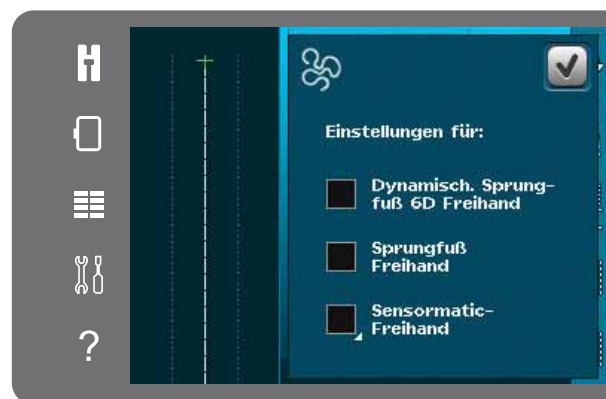 Einstellungen für:
Dynamisch. Sprung-
fuß 6D Freihand
Sprungfuß
Freihand
Sensormatic-
Freihand
?